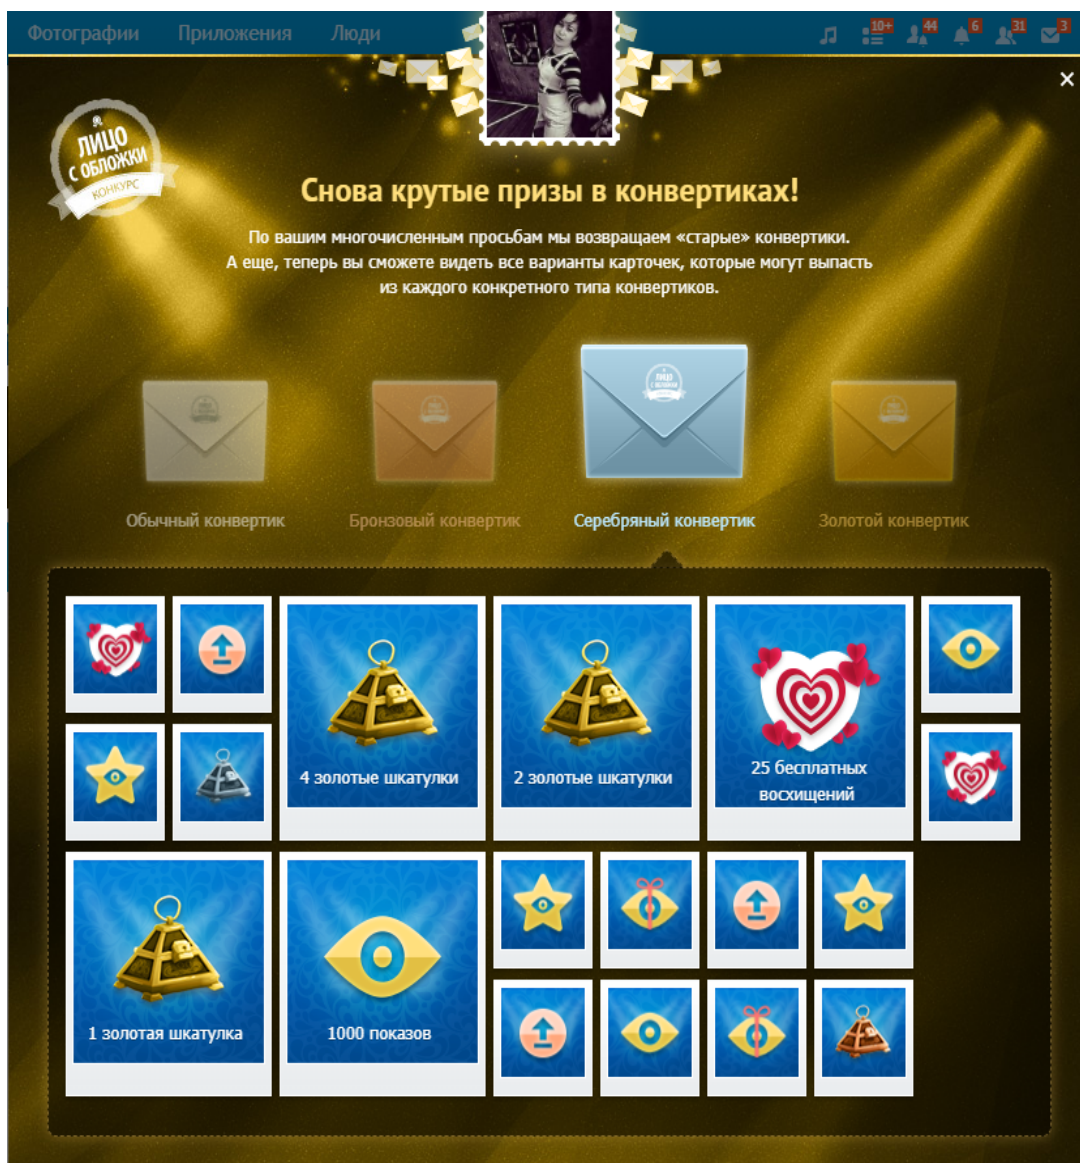 Фотографии Приложения Люди
10+ 44 6 31 3
ЛИЦО
С ОБЛОЖКИ
КОНКУРС
Снова крутые призы в конвертиках!
По вашим многочисленным просьбам мы возвращаем «старые» конвертики.
А еще, теперь вы сможете видеть все варианты карточек, которые могут выпасть
из каждого конкретного типа конвертиков.
ЛИЦО
С ОБЛОЖКИ
Обычный конвертик
Бронзовый конвертик
Серебряный конвертик
Золотой конвертик
4 золотые шкатулки
2 золотые шкатулки
25 бесплатных
восхищений
1 золотая шкатулка
1000 показов